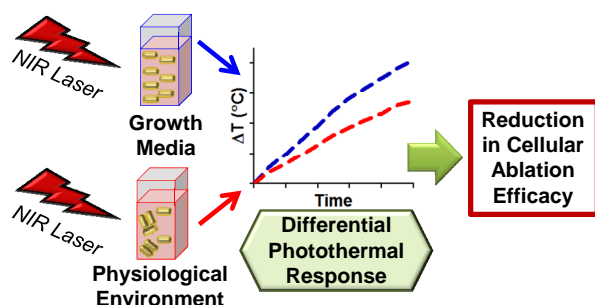 NIR Laser
Growth
Media
NIR Laser
Physiological
Environment
ΔT (°C)
Time
Differential
Photothermal
Response
Reduction
in Cellular
Ablation
Efficacy